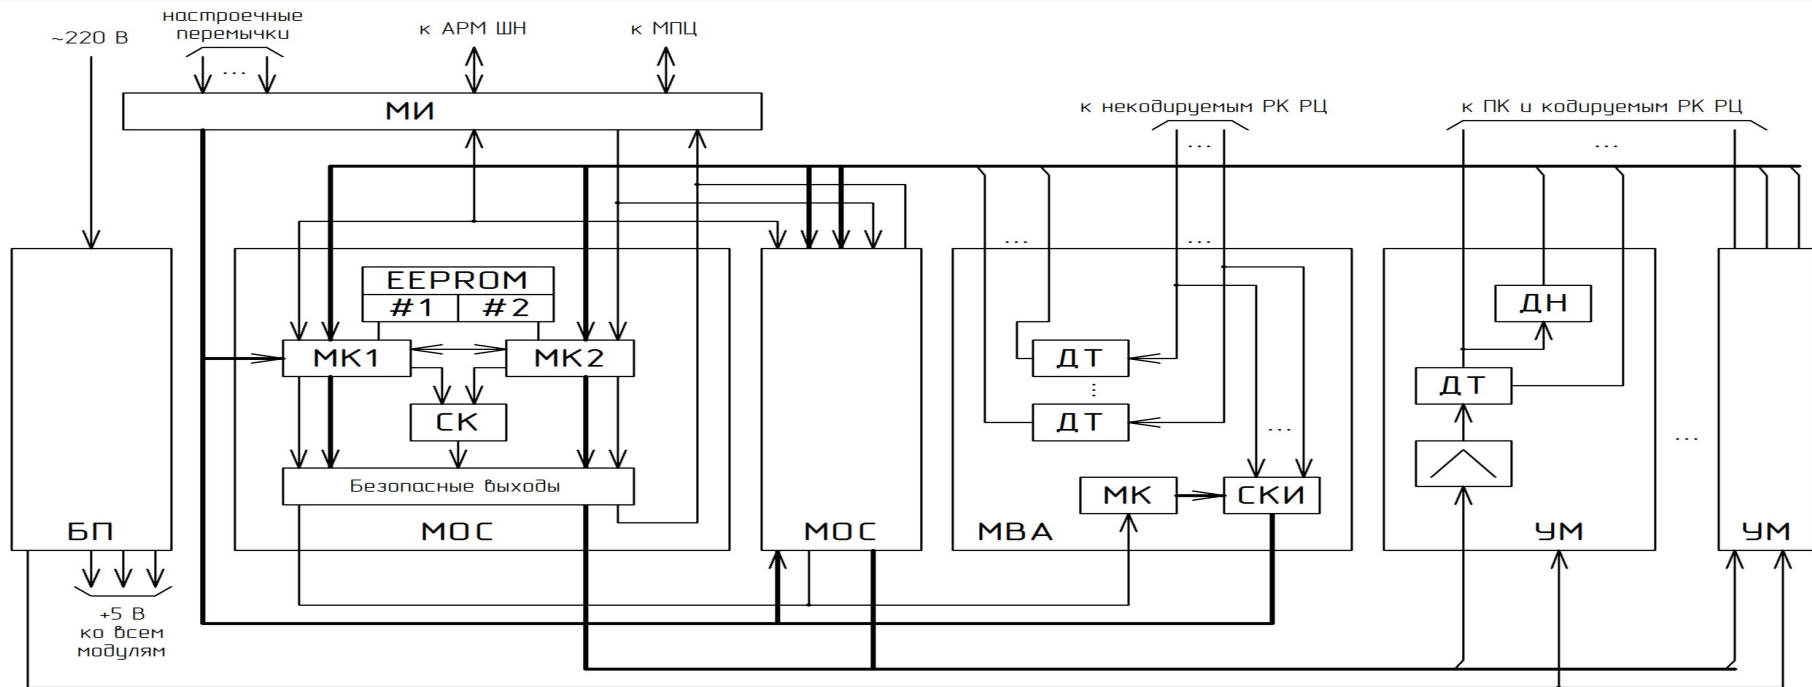 ~220 В
настроечные
перемычки
...
к АРМ ШН
к МПЦ
МИ
к некодируемым РК РЦ
...
к ПК и кодируемым РК РЦ
...
EEPROM
#1 #2
МК1
МК2
СК
Безопасные выходы
МОС
МОС
БП
+5 В
ко всем
модулям
...
...
ДТ
...
ДТ
...
МК
СКИ
МВА
ДН
ДТ
УМ
...
УМ